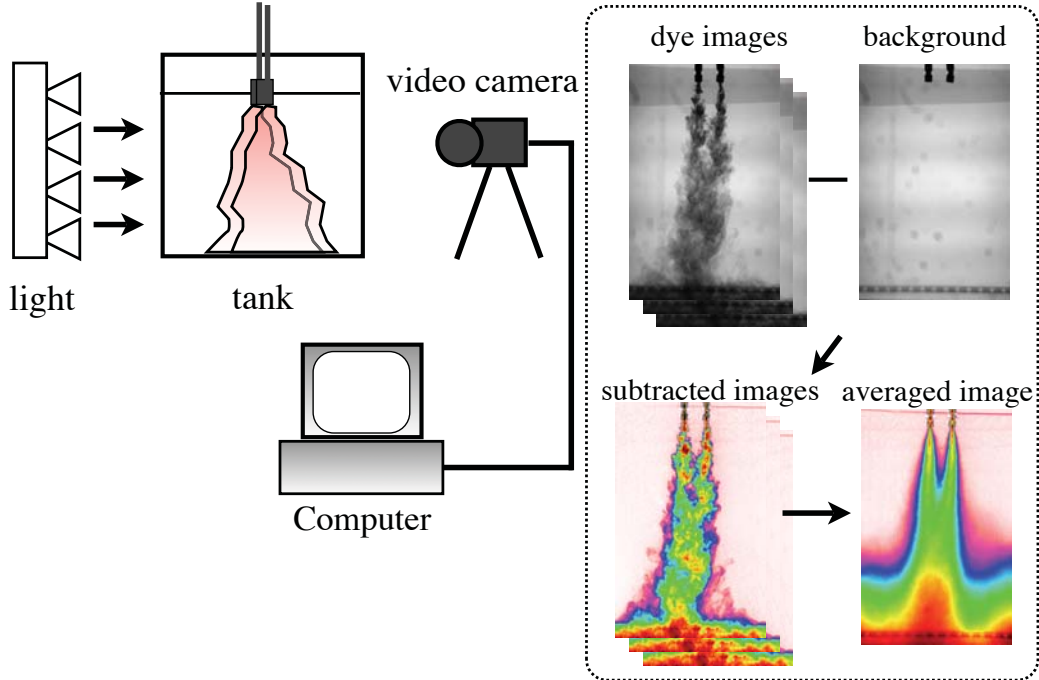 dye images
background
video camera
light
tank
subtracted images
averaged image
Computer